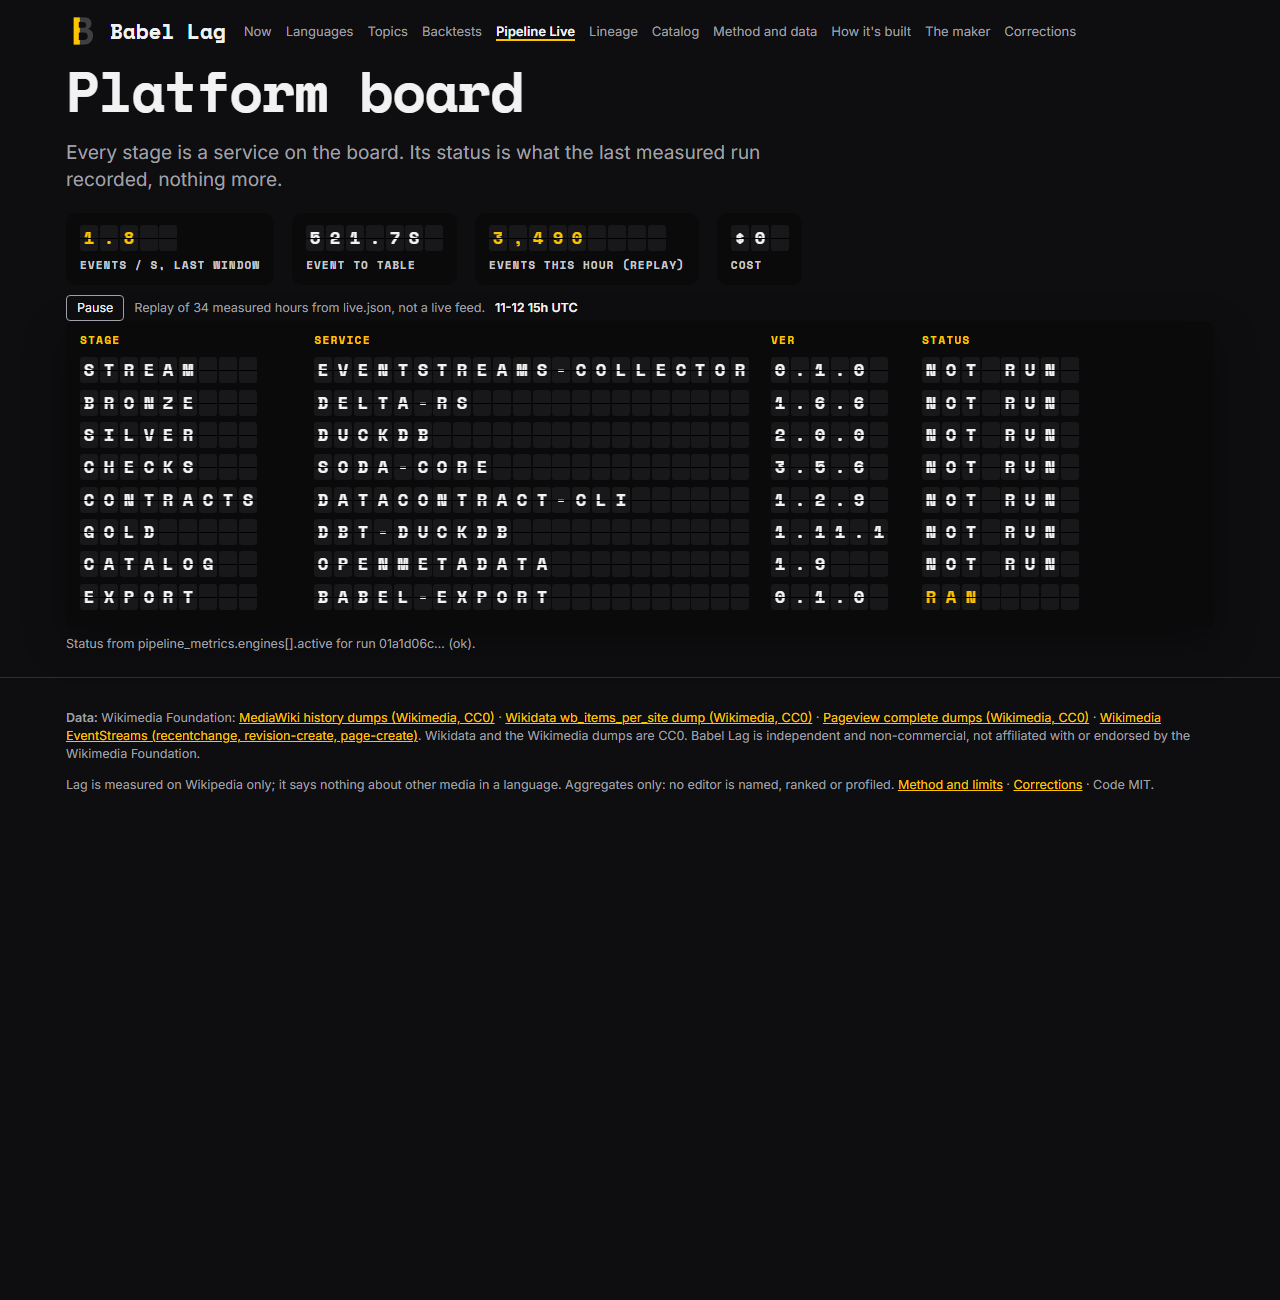 B Babel Lag Now Languages Topics Backtests Pipeline Live Lineage Catalog Method and data How it's built The maker Corrections
Platform board
Every stage is a service on the board. Its status is what the last measured run
recorded, nothing more.
1.8 521.7S 3,490 $0
EVENTS / S, LAST WINDOW EVENT TO TABLE EVENTS THIS HOUR (REPLAY) COST
Pause Replay of 34 measured hours from live.json, not a live feed. 11-12 15h UTC
STAGE SERVICE VER STATUS
STREAM EVENTSTREAMS-COLLECTOR 0.1.0 NOT RUN
BRONZE DELTA-RS 1.6.6 NOT RUN
SILVER DUCKDB 2.0.0 NOT RUN
CHECKS SODA-CORE 3.5.6 NOT RUN
CONTRACTS DATACONTRACT-CLI 1.2.9 NOT RUN
GOLD DBT-DUCKDB 1.11.1 NOT RUN
CATALOG OPENMETADATA 1.9 NOT RUN
EXPORT BABEL-EXPORT 0.1.0 RAN
Status from pipeline_metrics.engines[].active for run 01a1d06c... (ok).
Data: Wikimedia Foundation: MediaWiki history dumps (Wikimedia, CC0) · Wikidata wb_items_per_site dump (Wikimedia, CC0) · Pageview complete dumps (Wikimedia, CC0) · Wikimedia
EventStreams (recentchange, revision-create, page-create). Wikidata and the Wikimedia dumps are CC0. Babel Lag is independent and non-commercial, not affiliated with or endorsed by the
Wikimedia Foundation.
Lag is measured on Wikipedia only; it says nothing about other media in a language. Aggregates only: no editor is named, ranked or profiled. Method and limits · Corrections · Code MIT.